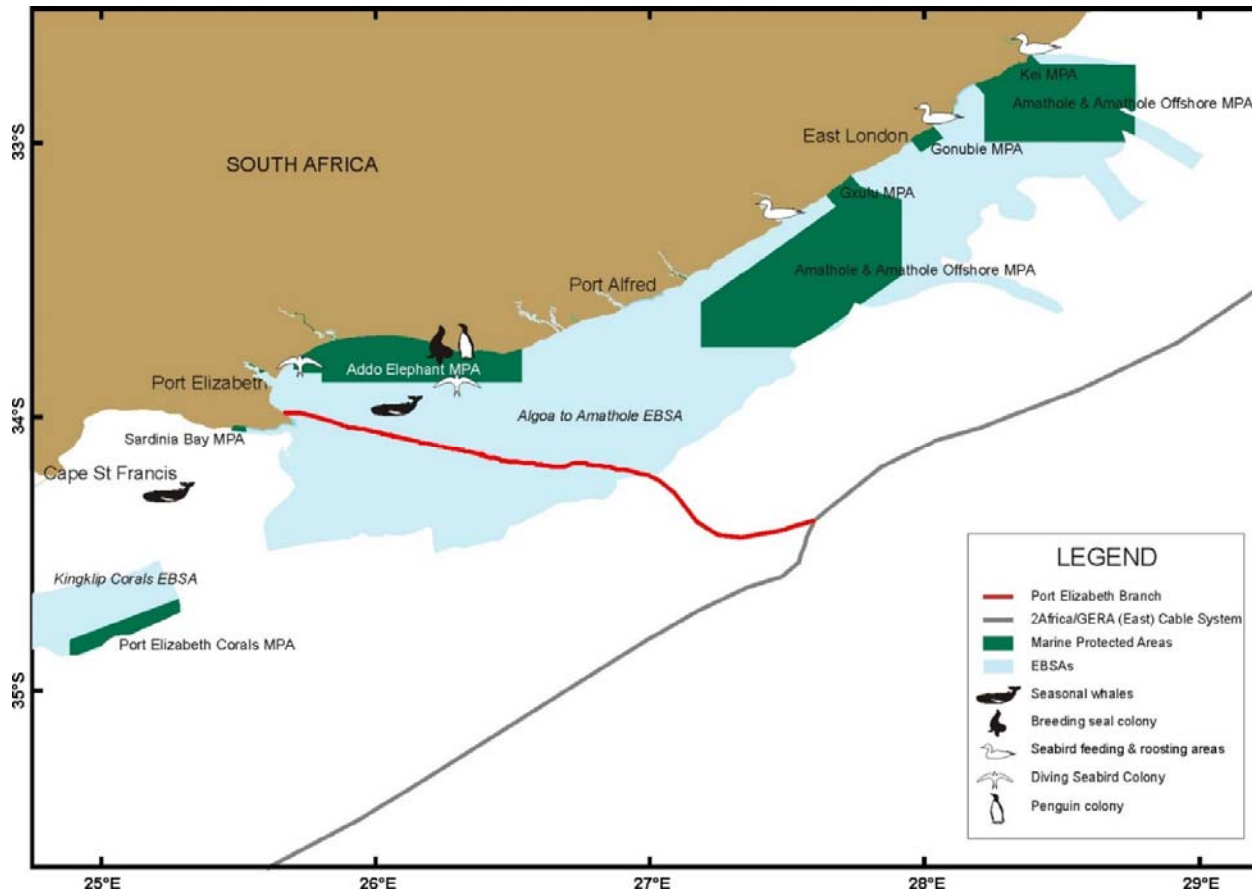 33°S
34°S
35°S
SOUTH AFRICA
Kei MPA
Amathole & Amathole Offshore MPA
East London
Gonubie MPA
Gxulu MPA
Amathole & Amathole Offshore MPA
Port Alfred
Addo Elephant MPA
Port Elizabeth
Algoa to Amathole EBSA
Sardinia Bay MPA
Cape St Francis
Kingklip Corals EBSA
Port Elizabeth Corals MPA
LEGEND
Port Elizabeth Branch
2Africa/GERA (East) Cable System
Marine Protected Areas
EBSAs
Seasonal whales
Breeding seal colony
Seabird feeding & roosting areas
Diving Seabird Colony
Penguin colony
25°E
26°E
27°E
28°E
29°E